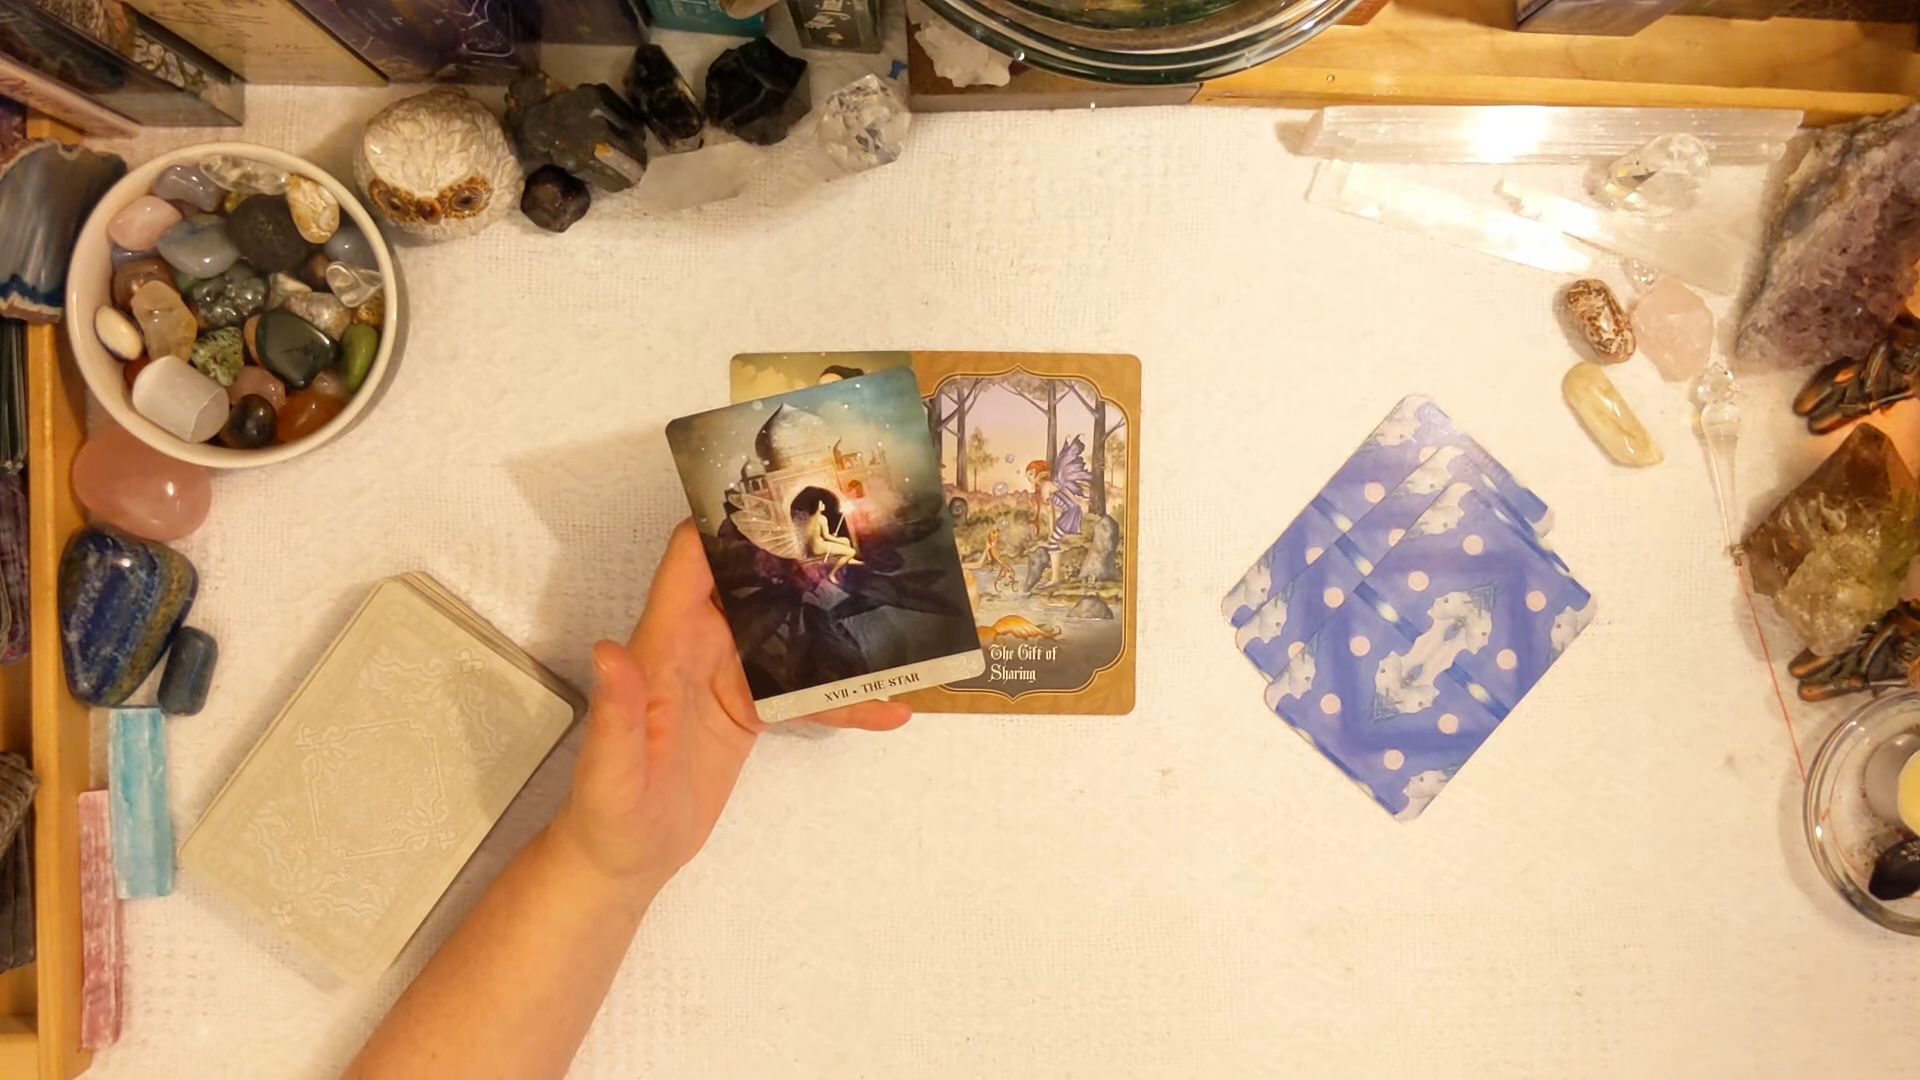 XVII • THE STAR
The Gift of
Sharing